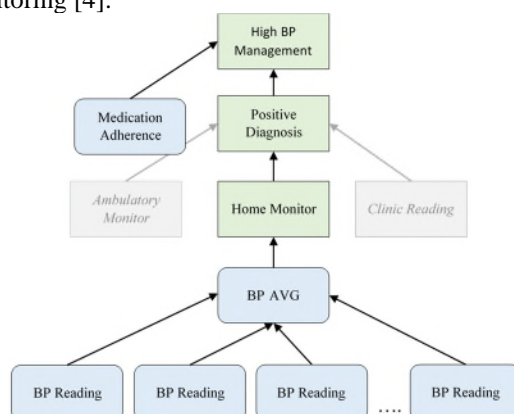 toring [4].
High BP
Management
Medication
Adherence
Positive
Diagnosis
Ambulatory
Monitor
Home Monitor
Clinic Reading
BP AVG
BP Reading
BP Reading
BP Reading
....
BP Reading